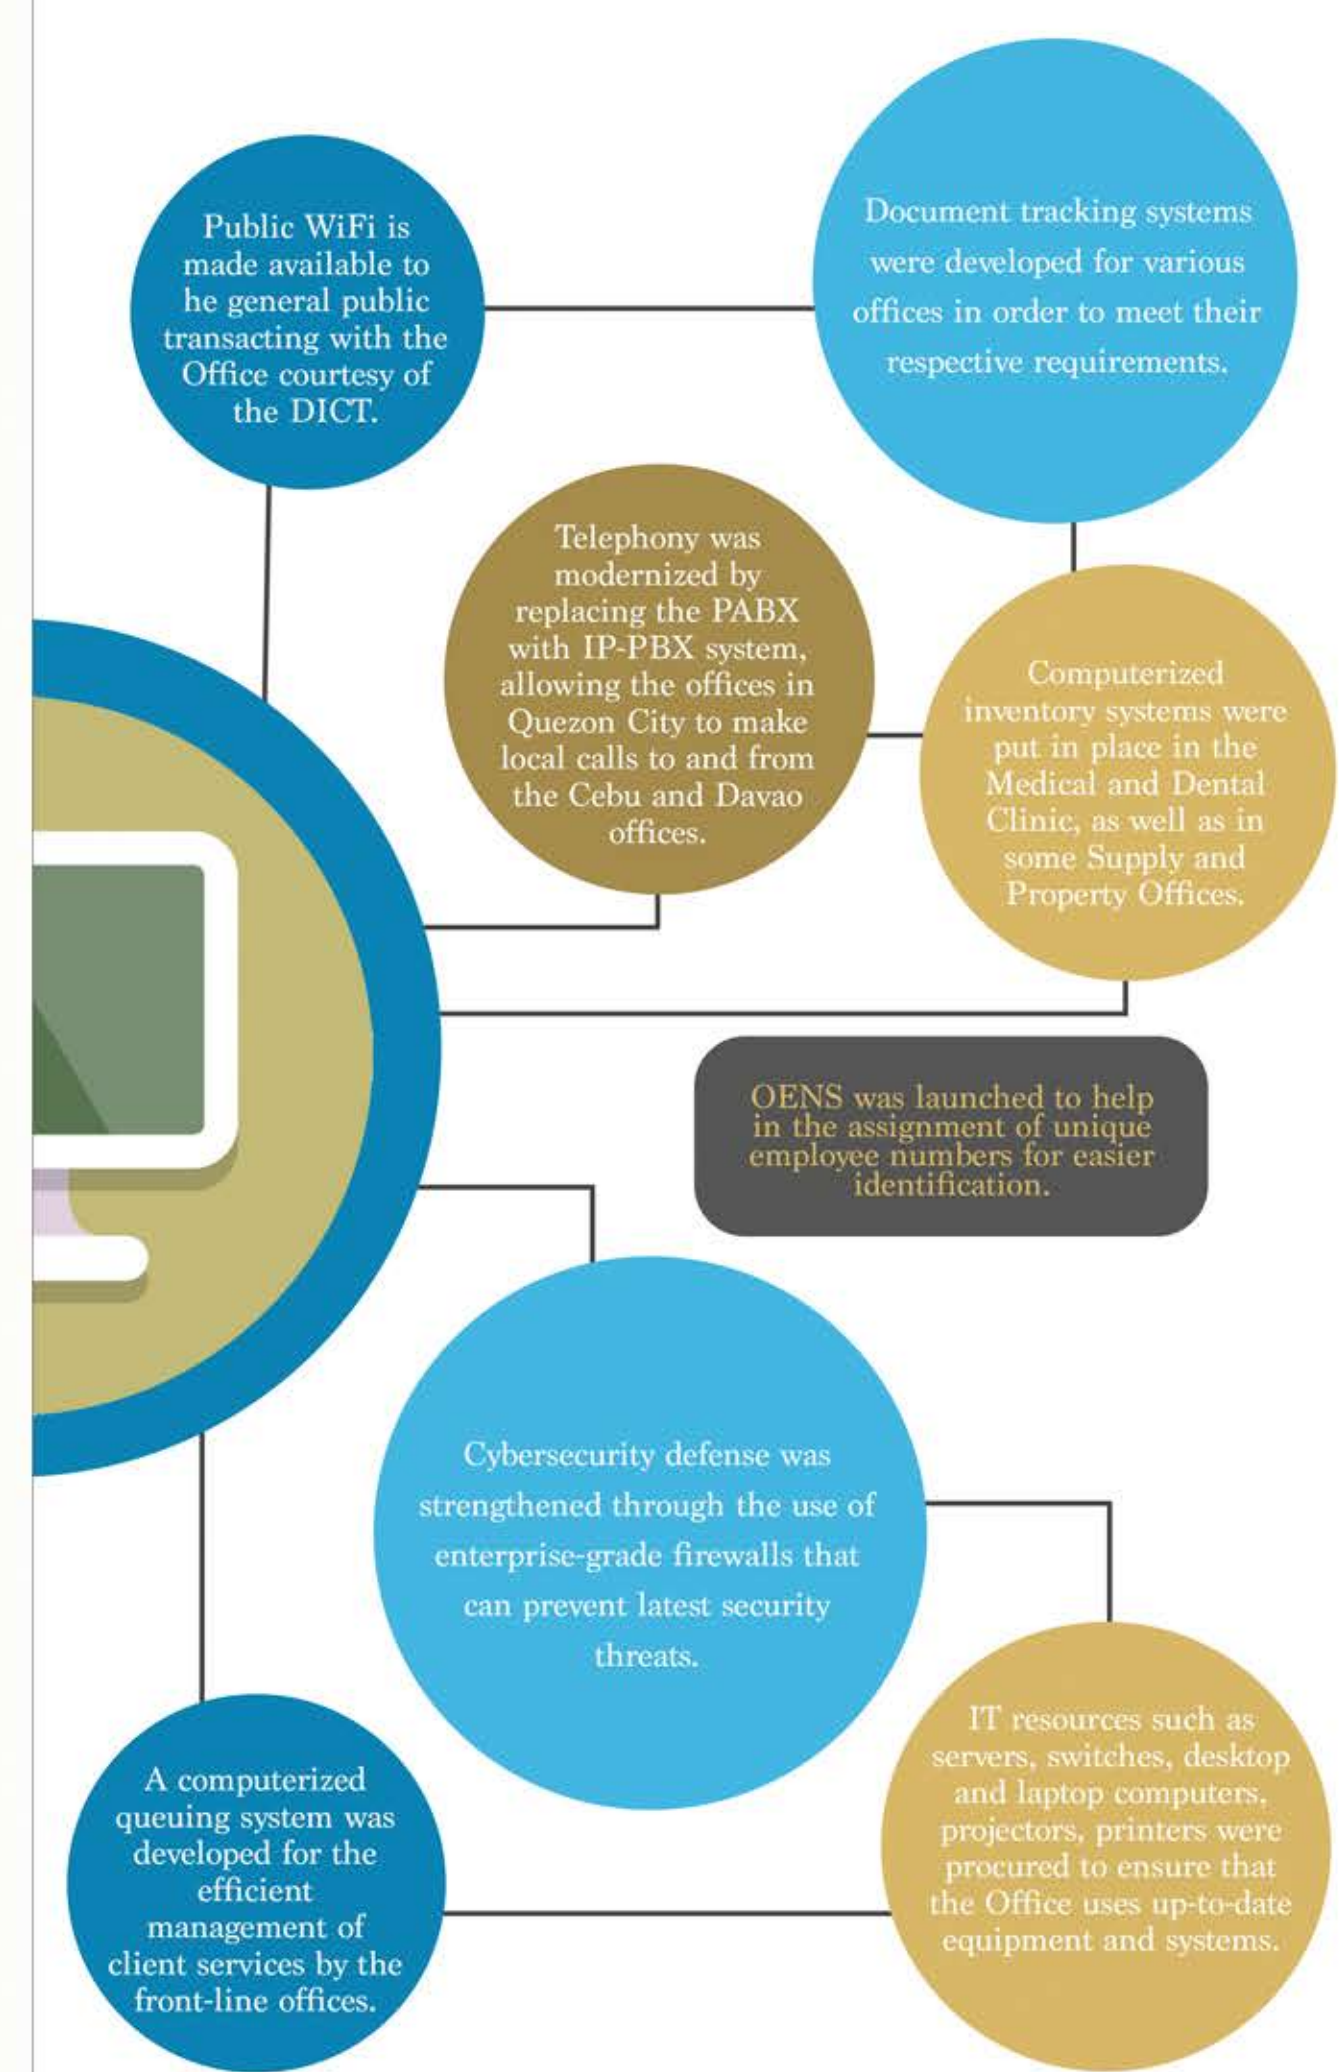 Public WiFi is
made available to
he general public
transacting with the
Office courtesy of
the DICT.
Document tracking systems
were developed for various
offices in order to meet their
respective requirements.
Telephony was
modernized by
replacing the PABX
with IP-PBX system,
allowing the offices in
Quezon City to make
local calls to and from
the Cebu and Davao
offices.
Computerized
inventory systems were
put in place in the
Medical and Dental
Clinic, as well as in
some Supply and
Property Offices.
OENS was launched to help
in the assignment of unique
employee numbers for easier
identification.
Cybersecurity defense was
strengthened through the use of
enterprise-grade firewalls that
can prevent latest security
threats.
A computerized
queuing system was
developed for the
efficient
management of
client services by the
front-line offices.
IT resources such as
servers, switches, desktop
and laptop computers,
projectors, printers were
procured to ensure that
the Office uses up-to-date
equipment and systems.